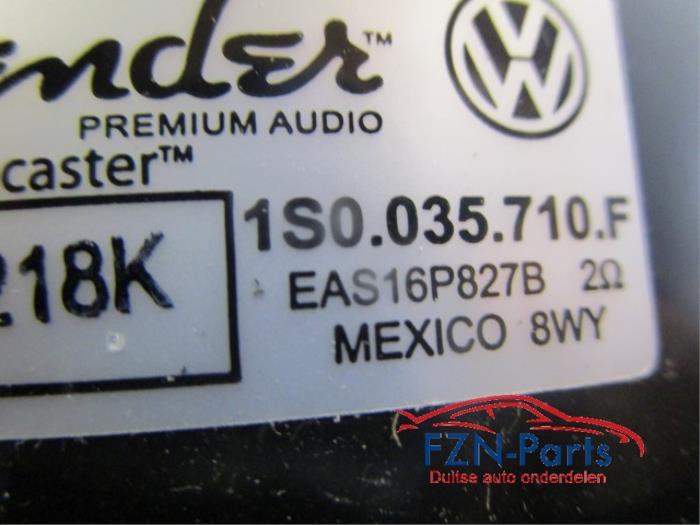 ender™
PREMIUM AUDIO
caster™
218K
1S0.035.710.F
EAS16P827B 2Ω
MEXICO 8WY
FZN-Parts
Duitse auto onderdelen